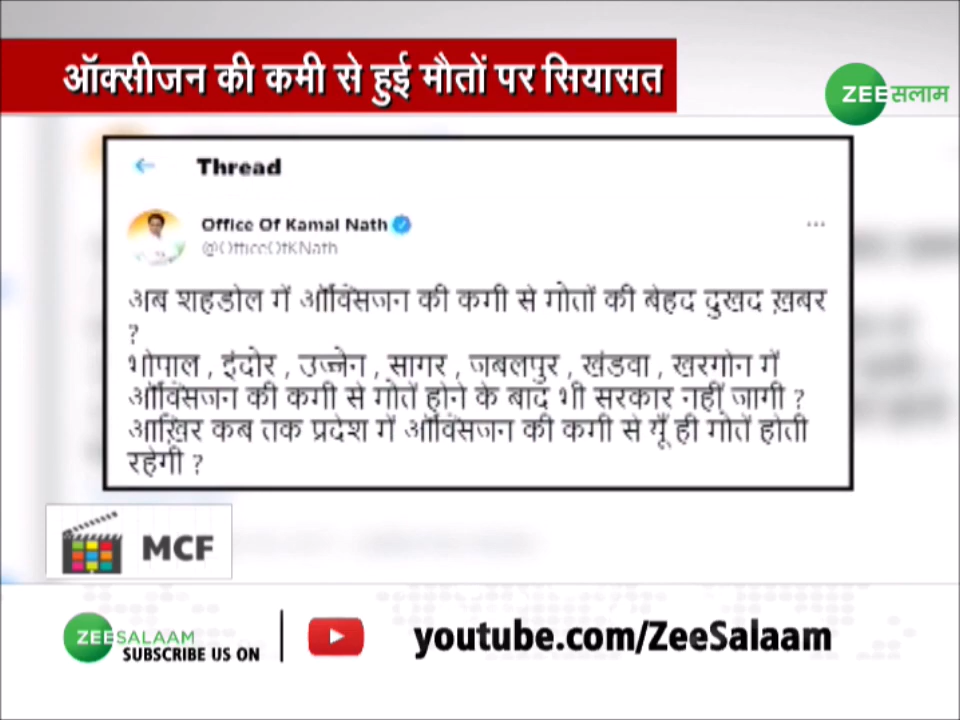 ऑक्सीजन की कमी से हुई मौतों पर सियासत
ZEE सलाम
Thread
Office Of Kamal Nath
@OfficeOfKNath
अब शहडोल में ऑक्सिजन की कमी से मौतों की बेहद दुखद ख़बर
?
भोपाल , इंदोर , उज्जेन , सागर , जबलपुर , खंडवा , खरगोन में
ऑक्सिजन की कमी से मोतें होने के बाद भी सरकार नहीं जागी ?
आख़िर कब तक प्रदेश में ऑक्सिजन की कमी से यूँ ही मोतें होती
रहेगी ?
MCF
ZEE SALAAM
SUBSCRIBE US ON
youtube.com/ZeeSalaam